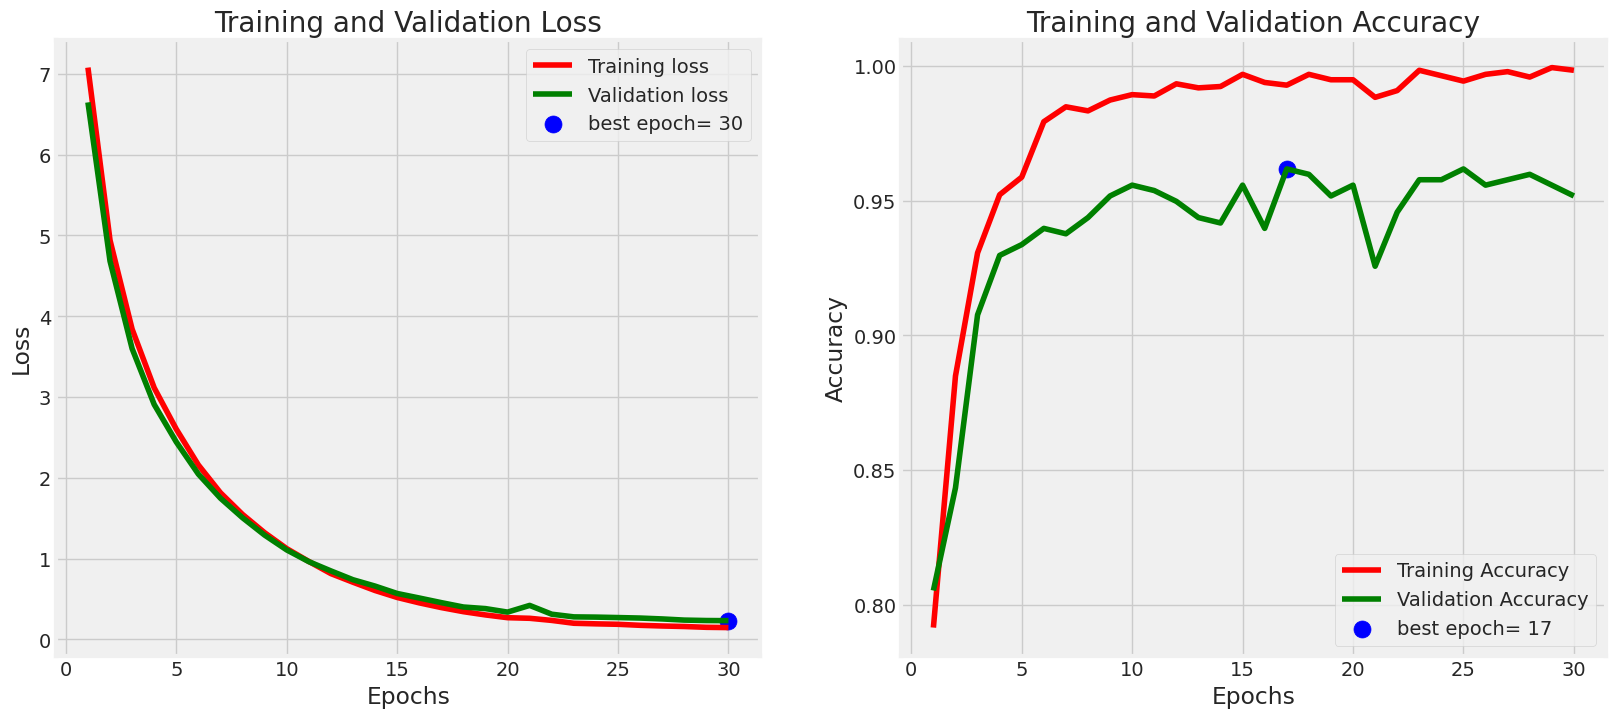 Training and Validation Loss
Training loss
Validation loss
best epoch= 30
7
6
5
4
3
2
1
0
Loss
0
5
10
15
20
25
30
Epochs
Training and Validation Accuracy
1.00
0.95
0.90
0.85
0.80
Accuracy
Training Accuracy
Validation Accuracy
best epoch= 17
0
5
10
15
20
25
30
Epochs